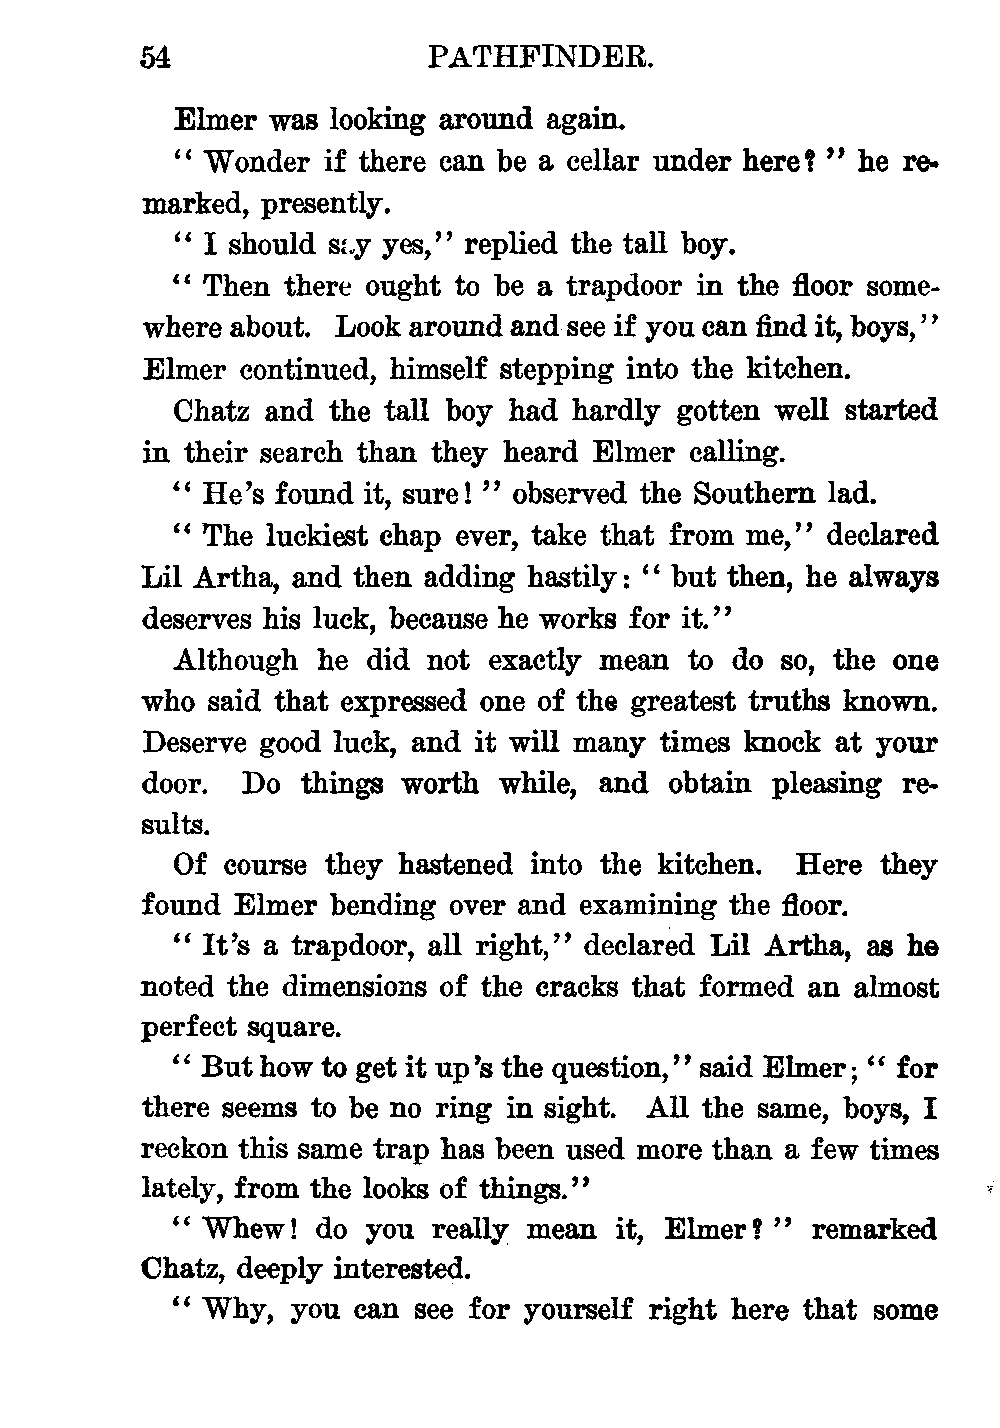 54 PATHFINDER.
Elmer was looking around again.
“ Wonder if there can be a cellar under here? ” he re-
marked, presently.
“ I should say yes,” replied the tall boy.
“ Then there ought to be a trapdoor in the floor some-
where about. Look around and see if you can find it, boys,”
Elmer continued, himself stepping into the kitchen.
Chatz and the tall boy had hardly gotten well started
in their search than they heard Elmer calling.
“ He’s found it, sure! ” observed the Southern lad.
“ The luckiest chap ever, take that from me,” declared
Lil Artha, and then adding hastily: “ but then, he always
deserves his luck, because he works for it.”
Although he did not exactly mean to do so, the one
who said that expressed one of the greatest truths known.
Deserve good luck, and it will many times knock at your
door. Do things worth while, and obtain pleasing re-
sults.
Of course they hastened into the kitchen. Here they
found Elmer bending over and examining the floor.
“ It’s a trapdoor, all right,” declared Lil Artha, as he
noted the dimensions of the cracks that formed an almost
perfect square.
“ But how to get it up’s the question,” said Elmer; “ for
there seems to be no ring in sight. All the same, boys, I
reckon this same trap has been used more than a few times
lately, from the looks of things.”
“ Whew! do you really mean it, Elmer? ” remarked
Chatz, deeply interested.
“ Why, you can see for yourself right here that some